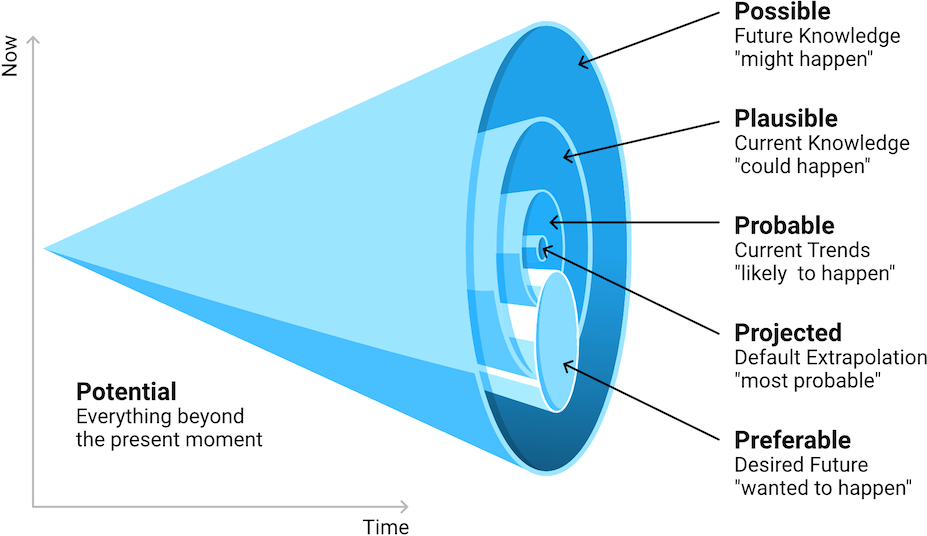 Now
Possible
Future Knowledge
"might happen"
Plausible
Current Knowledge
"could happen"
Probable
Current Trends
"likely  to happen"
Projected
Default Extrapolation
"most probable"
Preferable
Desired Future
"wanted to happen"
Potential
Everything beyond
the present moment
Time